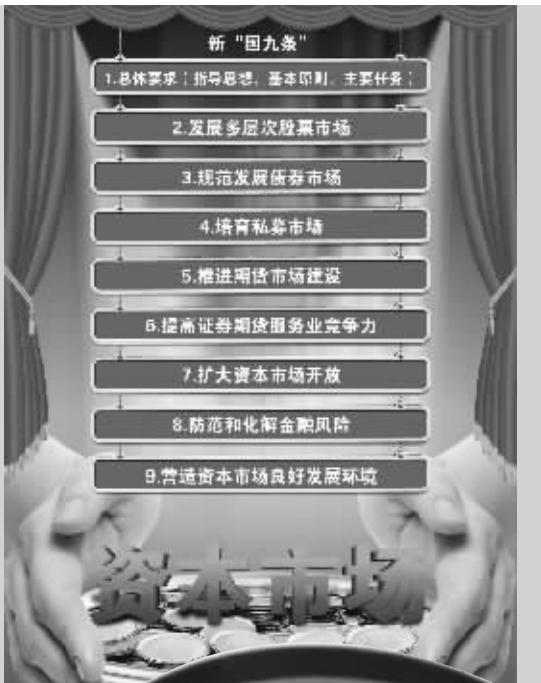 新“国九条”
1.总体要求（指导思想、基本原则、主要任务）
2.发展多层次股票市场
3.规范发展债券市场
4.培育私募市场
5.推进期货市场建设
6.提高证券期货服务业竞争力
7.扩大资本市场开放
8.防范和化解金融风险
9.营造资本市场良好发展环境
资本市场